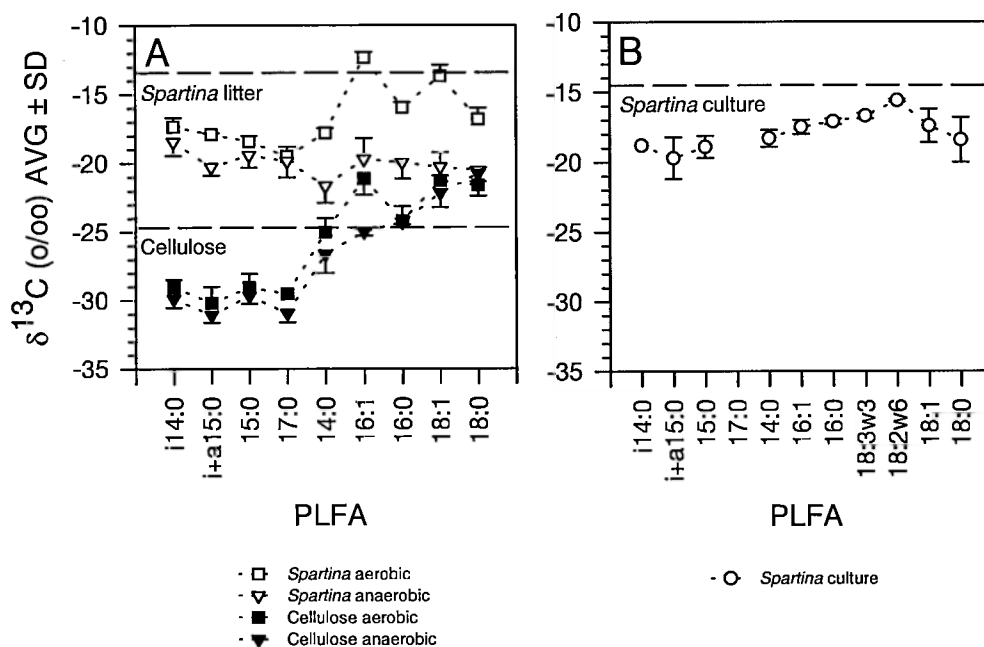 δ13C (o/oo) AVG ± SD
-10
-15
-20
-25
-30
-35
A
Spartina litter
Cellulose
i14:0
i+a15:0
15:0
17:0
14:0
16:1
16:0
18:1
18:0
PLFA
Spartina aerobic
Spartina anaerobic
Cellulose aerobic
Cellulose anaerobic
-10
-15
-20
-25
-30
-35
B
Spartina culture
i14:0
i+a15:0
15:0
17:0
14:0
16:1
16:0
18:3w3
18:2w6
18:1
18:0
PLFA
Spartina culture